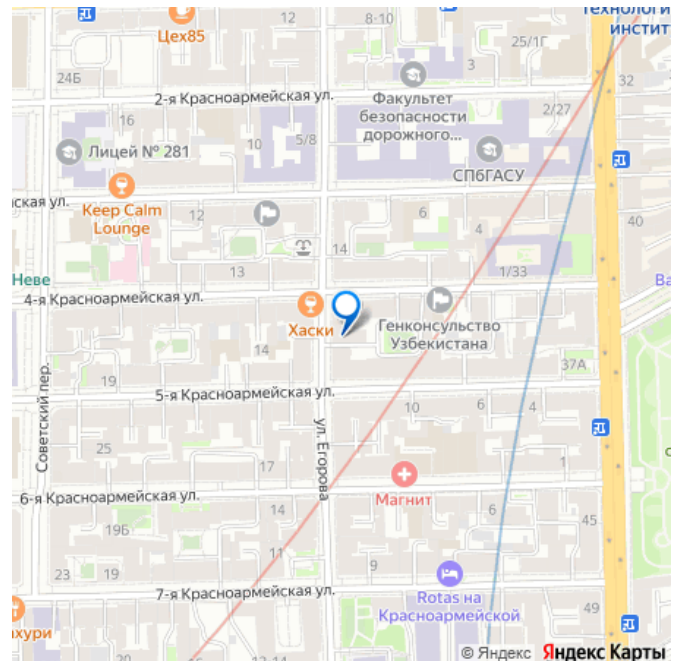 технологи
инстит
12
8-10
Цех85
25/1Г
24Б
3
32
2-я Красноармейская ул.
Факультет
безопасности
дорожного...
2/27
16
5/8
10
Лицей № 281
СПбГАСУ
Keep Calm
Lounge
ская ул.
12
6
4
40
14
13
1/33
Неве
Ва
4-я Красноармейская ул.
Хаски
Генконсульство
Узбекистана
14
37А
19
5-я Красноармейская ул.
Советский пер.
ул. Егорова
10
6
4
25
17
1
6-я Красноармейская ул.
Магнит
14
6
45
19Б
11
9
23
19
7-я Красноармейская ул.
Rotas на
Красноармейской
49
хури
© Яндекс Яндекс Карты